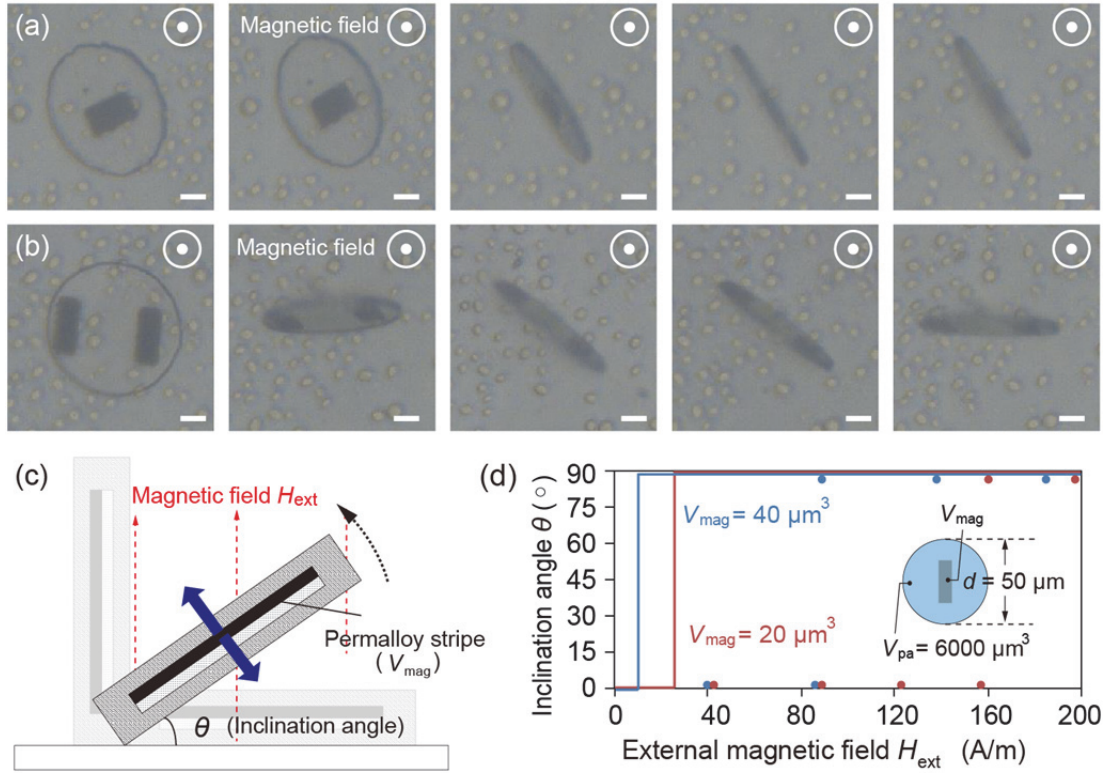 (a)
Magnetic field
(b)
Magnetic field
(c)
Magnetic field Hext
Permalloy stripe
( Vmag )
θ (Inclination angle)
(d)
Inclination angle θ (○)
90
75
60
45
30
15
0
Vmag = 40 µm³
Vmag
d = 50 µm
Vmag = 20 µm³
Vpa = 6000 µm³
0 40 80 120 160 200
External magnetic field Hext (A/m)